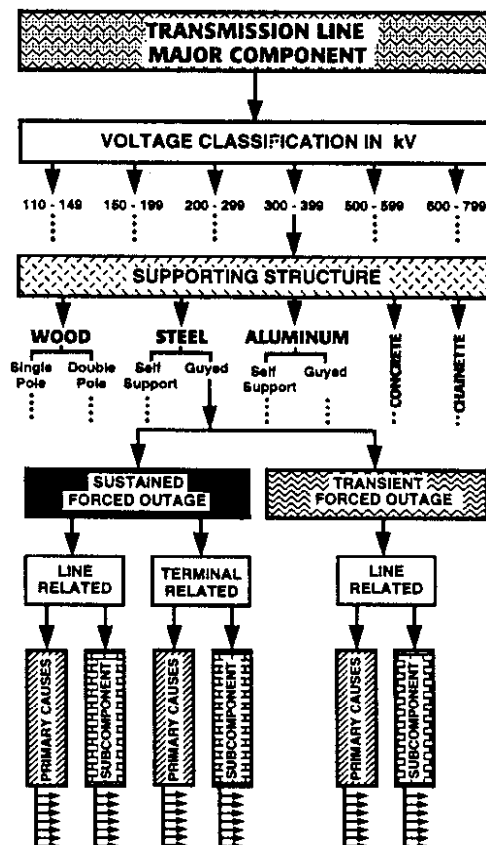 TRANSMISSION LINE
MAJOR COMPONENT
VOLTAGE CLASSIFICATION IN kV
110 - 149 150 - 199 200 - 299 300 - 399 500 - 599 600 - 799
SUPPORTING STRUCTURE
WOOD STEEL ALUMINUM CONCRETE CHAINETTE
Single Pole Double Pole Self Support Guyed Self Support Guyed
SUSTAINED
FORCED OUTAGE
TRANSIENT
FORCED OUTAGE
LINE
RELATED
TERMINAL
RELATED
LINE
RELATED
PRIMARY CAUSES
SUBCOMPONENT
PRIMARY CAUSES
SUBCOMPONENT
PRIMARY CAUSES
SUBCOMPONENT